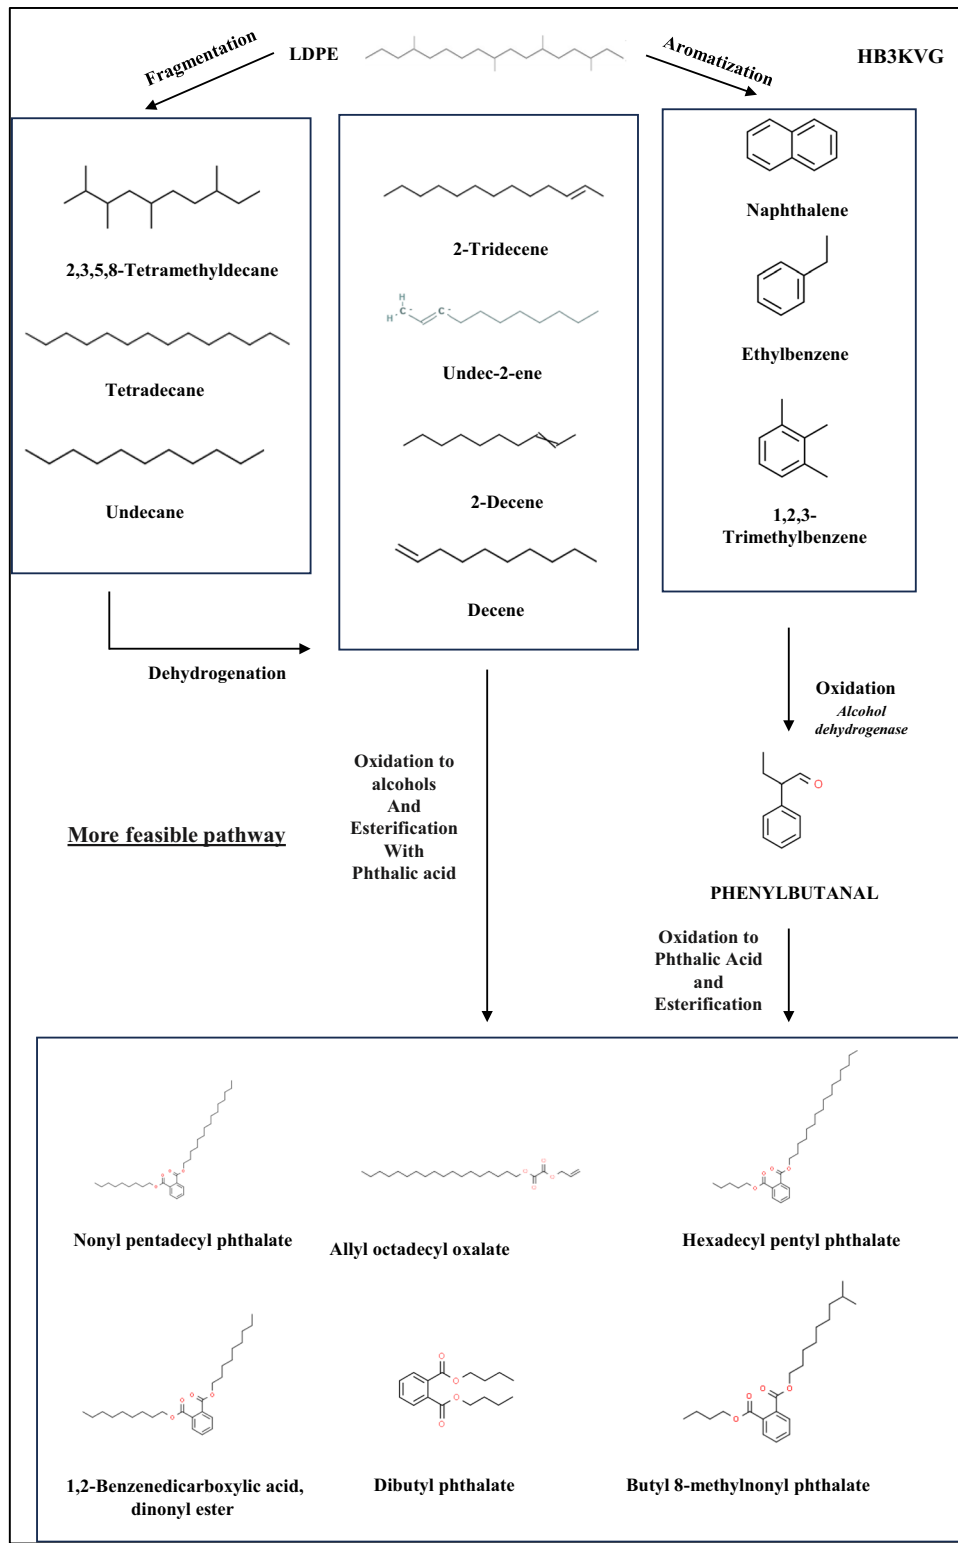 Fragmentation
LDPE
Aromatization
HB3KVG
2,3,5,8-Tetramethyldecane
Tetradecane
Undecane
2-Tridecene
H
H
C
C
Undec-2-ene
2-Decene
Decene
Naphthalene
Ethylbenzene
1,2,3-
Trimethylbenzene
Dehydrogenation
Oxidation
Alcohol
dehydrogenase
O
PHENYLBUTANAL
Oxidation to
alcohols
And
Esterification
With
Phthalic acid
More feasible pathway
Oxidation to
Phthalic Acid
and
Esterification
O
O
O
O
Nonyl pentadecyl phthalate
O
O
O
O
Allyl octadecyl oxalate
O
O
O
O
Hexadecyl pentyl phthalate
O
O
O
O
1,2-Benzenedicarboxylic acid,
dinonyl ester
O
O
O
O
Dibutyl phthalate
O
O
O
O
Butyl 8-methylnonyl phthalate